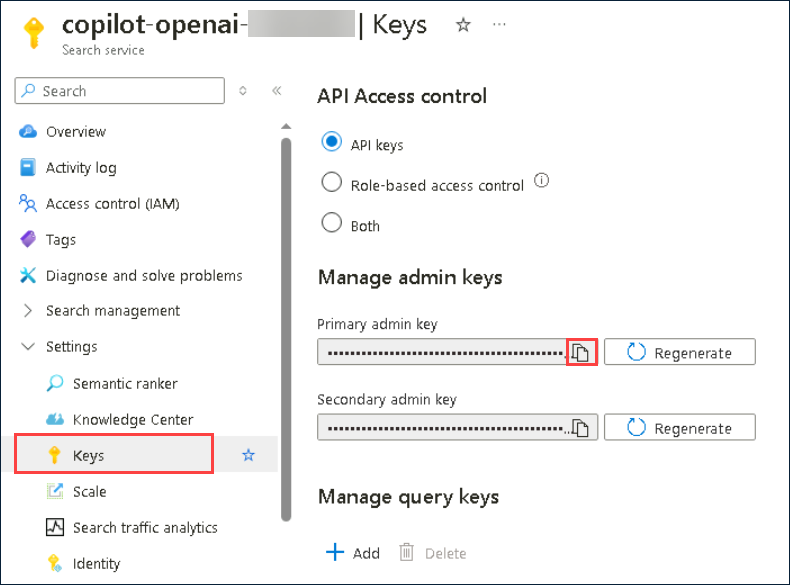 copilot-openai- | Keys
Search service
Search
Overview
Activity log
Access control (IAM)
Tags
Diagnose and solve problems
Search management
Settings
Semantic ranker
Knowledge Center
Keys
Scale
Search traffic analytics
Identity
API Access control
API keys
Role-based access control
Both
Manage admin keys
Primary admin key
Regenerate
Secondary admin key
Regenerate
Manage query keys
Add Delete